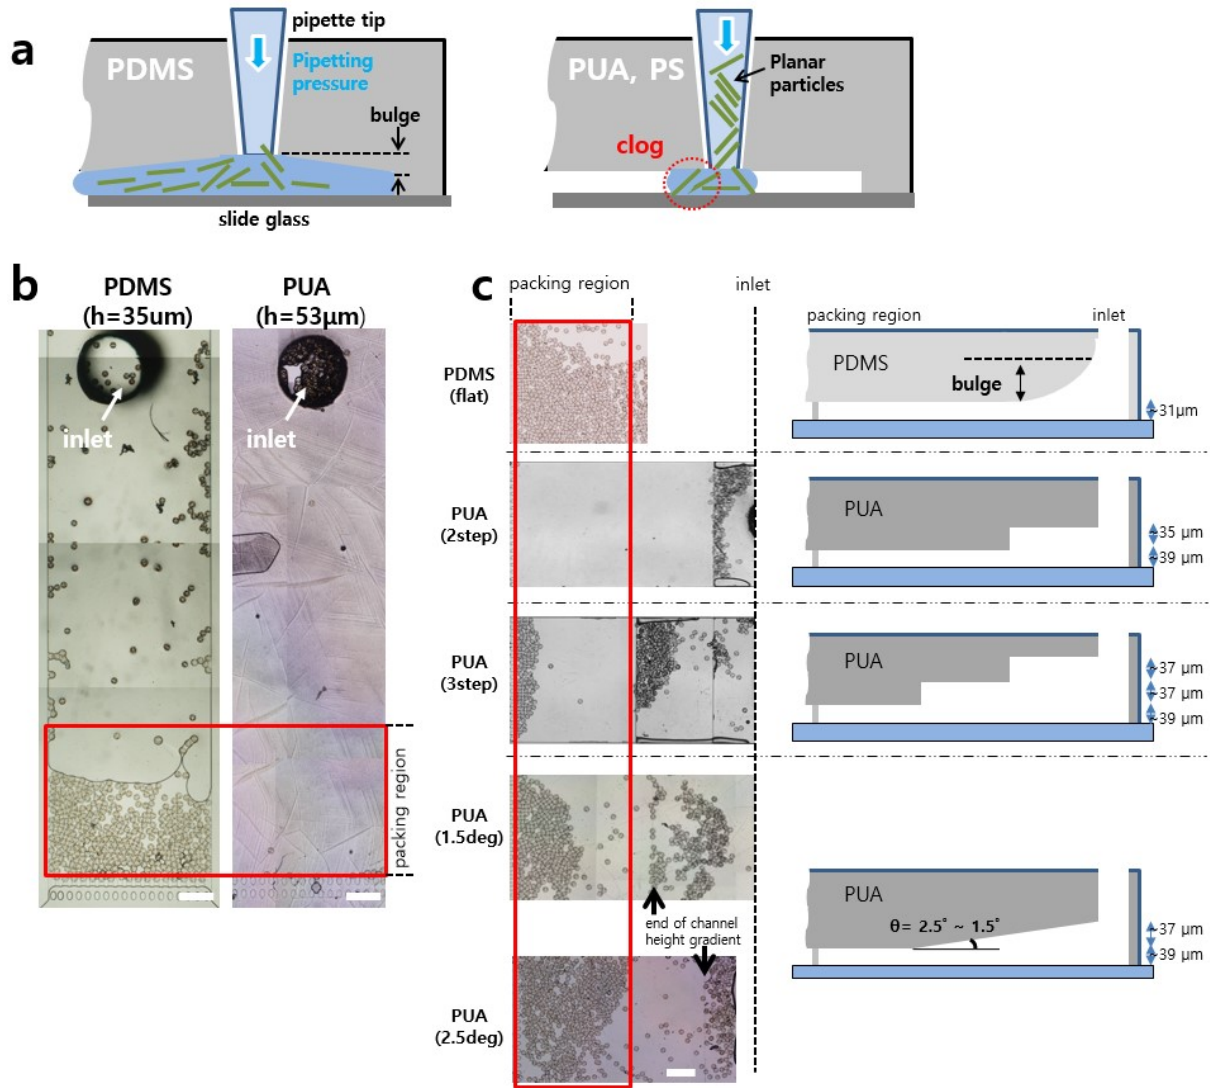 a
pipette tip
PDMS
Pipetting
pressure
bulge
slide glass
PUA, PS
Planar
particles
clog
b
PDMS
(h=35um)
PUA
(h=53μm)
inlet
inlet
packing region
c
packing region
inlet
packing region
inlet
PDMS
(flat)
PDMS
bulge
~31μm
PUA
(2step)
PUA
~35 μm
~39 μm
PUA
(3step)
PUA
~37 μm
~37 μm
~39 μm
PUA
(1.5deg)
end of channel
height gradient
PUA
θ= 2.5° ~ 1.5°
~37 μm
~39 μm
PUA
(2.5deg)